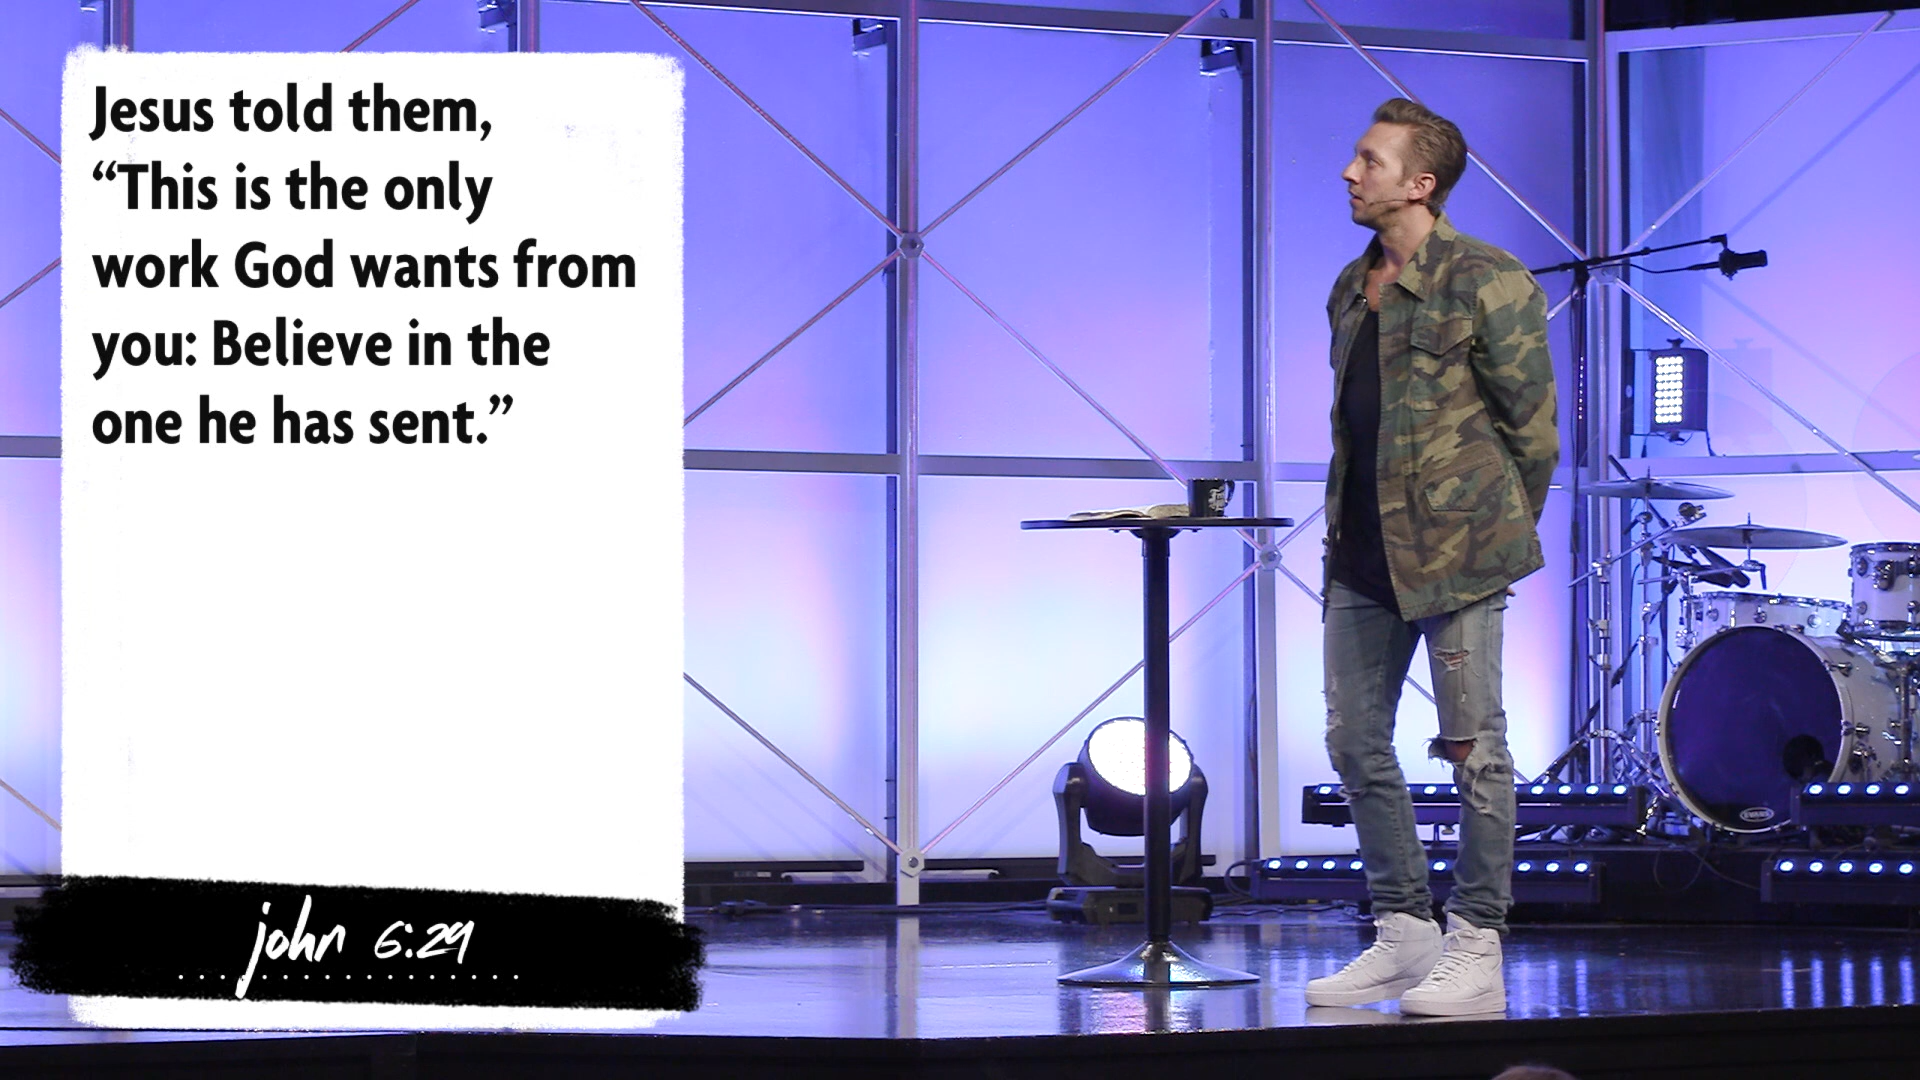 Jesus told them,
“This is the only
work God wants from
you: Believe in the
one he has sent.”
john 6:29
EVANS